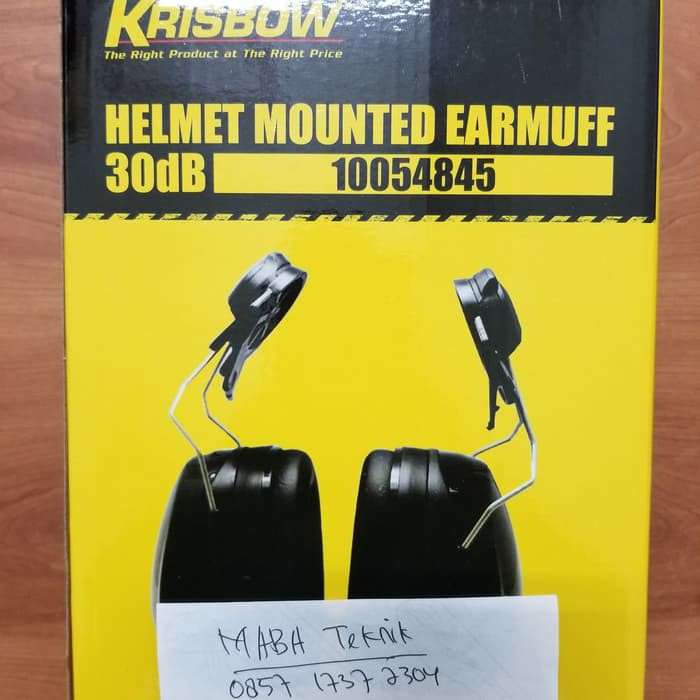 KRISBOW
The Right Product at The Right Price
HELMET MOUNTED EARMUFF
30dB 10054845
MABA Teknik
0857 1737 2304